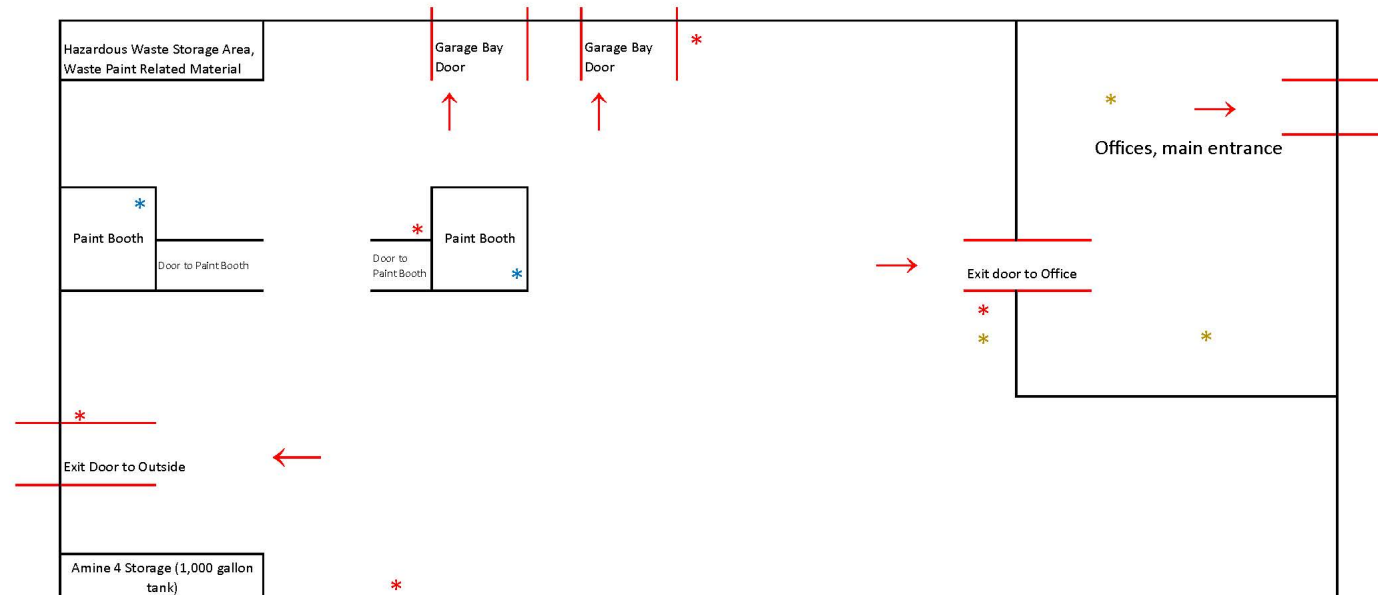 Hazardous Waste Storage Area,
Waste Paint Related Material
Garage Bay
Door
Garage Bay
Door
*
*
Offices, main entrance
*
Paint Booth
Door to Paint Booth
*
Door to
Paint Booth
Paint Booth
*
Exit door to Office
*
*
*
*
Exit Door to Outside
Amine 4 Storage (1,000 gallon
tank)
*